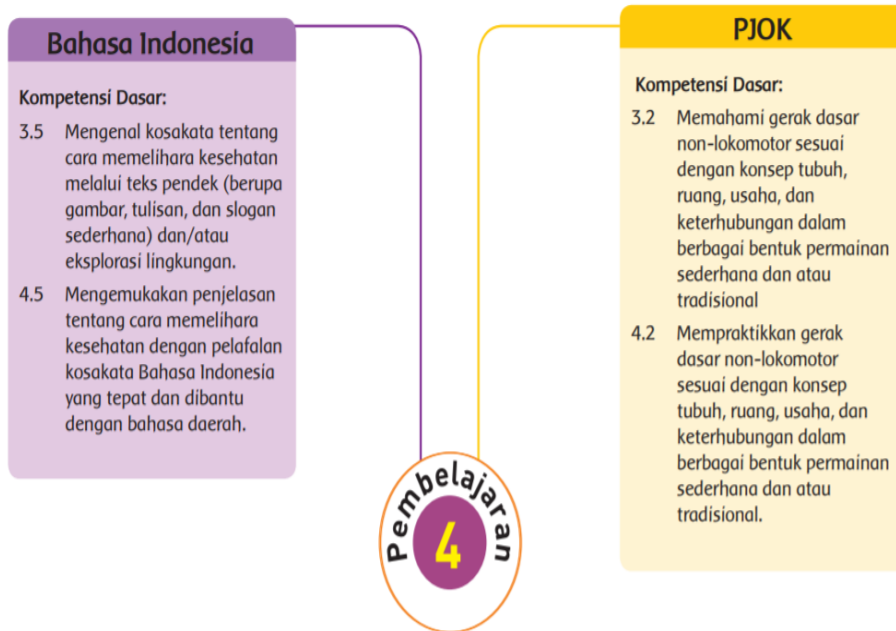 Bahasa Indonesia
Kompetensi Dasar:
3.5 Mengenal kosakata tentang
cara memelihara kesehatan
melalui teks pendek (berupa
gambar, tulisan, dan slogan
sederhana) dan/atau
eksplorasi lingkungan.
4.5 Mengemukakan penjelasan
tentang cara memelihara
kesehatan dengan pelafalan
kosakata Bahasa Indonesia
yang tepat dan dibantu
dengan bahasa daerah.
PJOK
Kompetensi Dasar:
3.2 Memahami gerak dasar
non-lokomotor sesuai
dengan konsep tubuh,
ruang, usaha, dan
keterhubungan dalam
berbagai bentuk permainan
sederhana dan atau
tradisional
4.2 Mempraktikkan gerak
dasar non-lokomotor
sesuai dengan konsep
tubuh, ruang, usaha, dan
keterhubungan dalam
berbagai bentuk permainan
sederhana dan atau
tradisional.
Pembelajaran
4